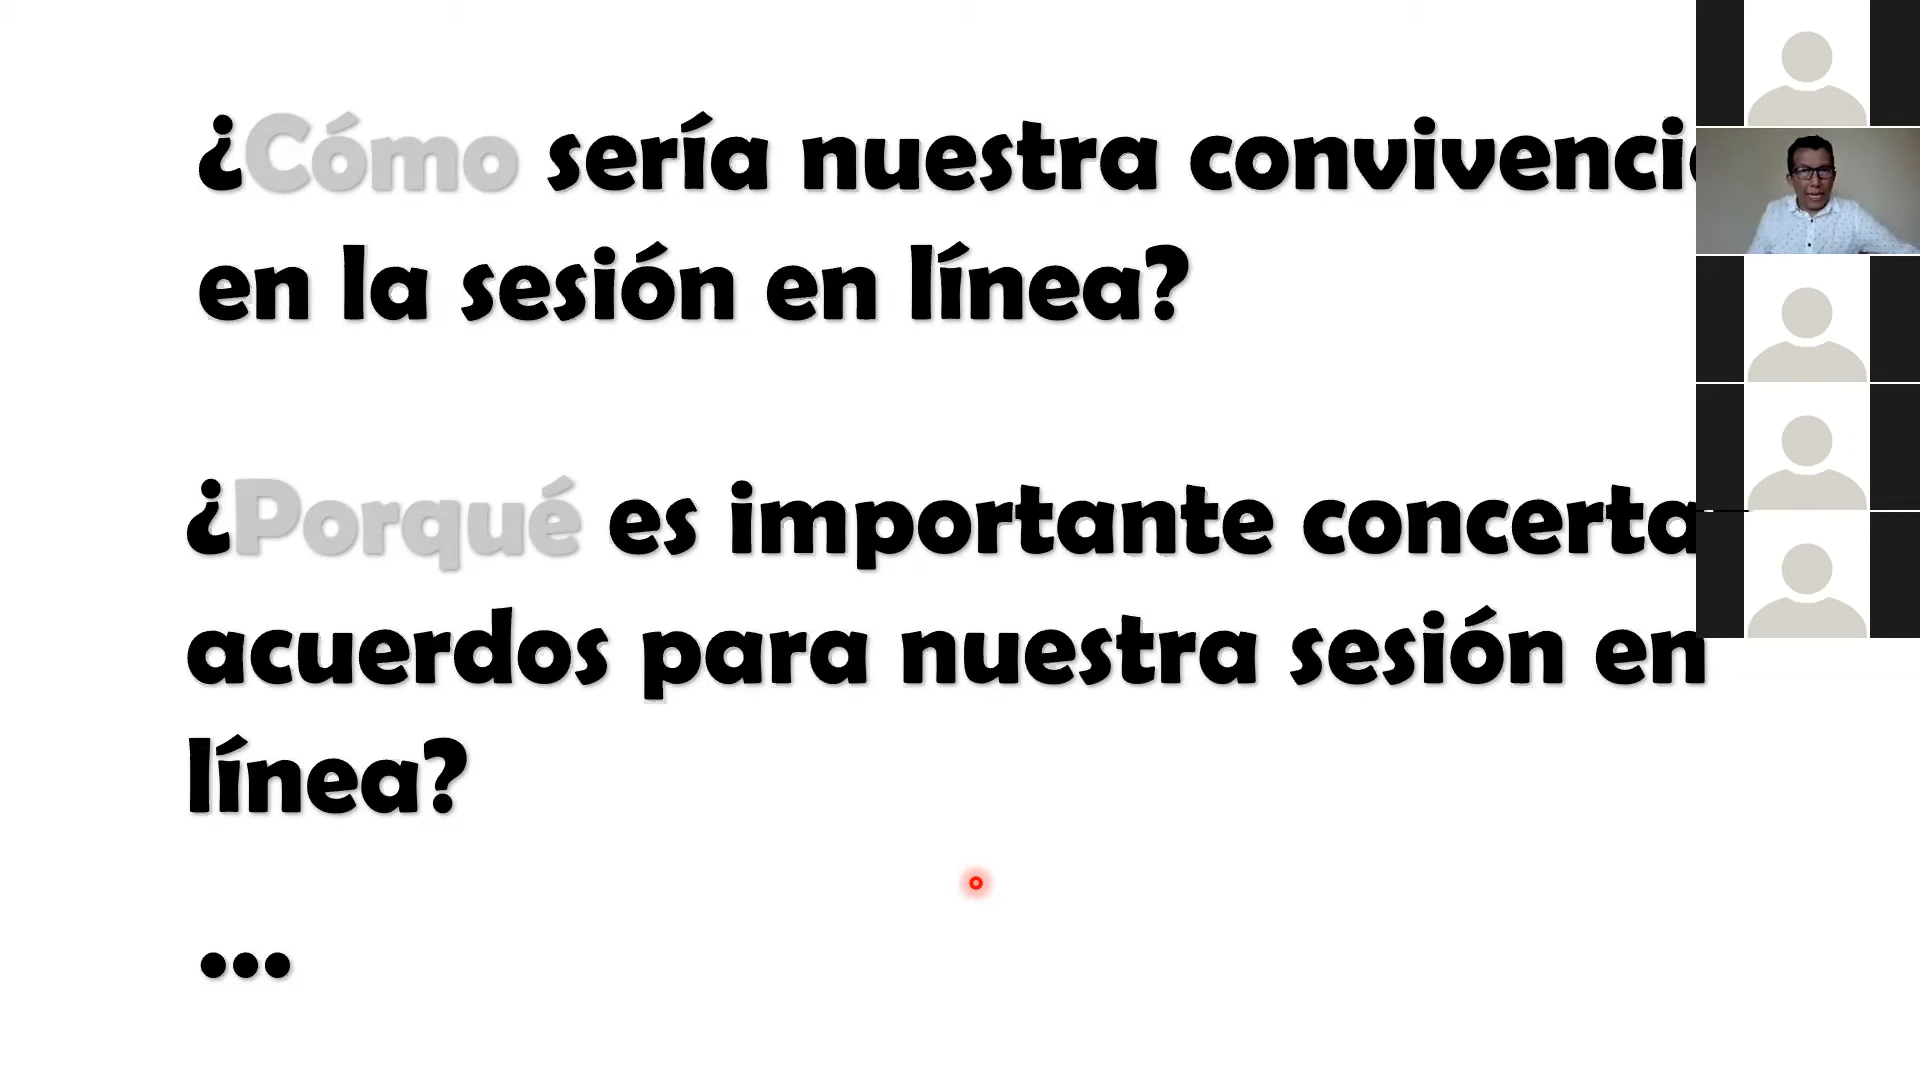 ¿Cómo sería nuestra convivenci
en la sesión en línea?
¿Porqué es importante concerta
acuerdos para nuestra sesión en
línea?
...